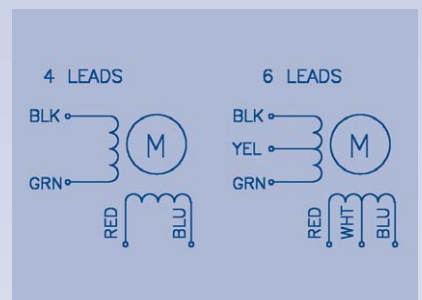 4 LEADS
BLK
M
GRN
RED
BLU
6 LEADS
BLK
YEL
M
GRN
RED
WHT
BLU